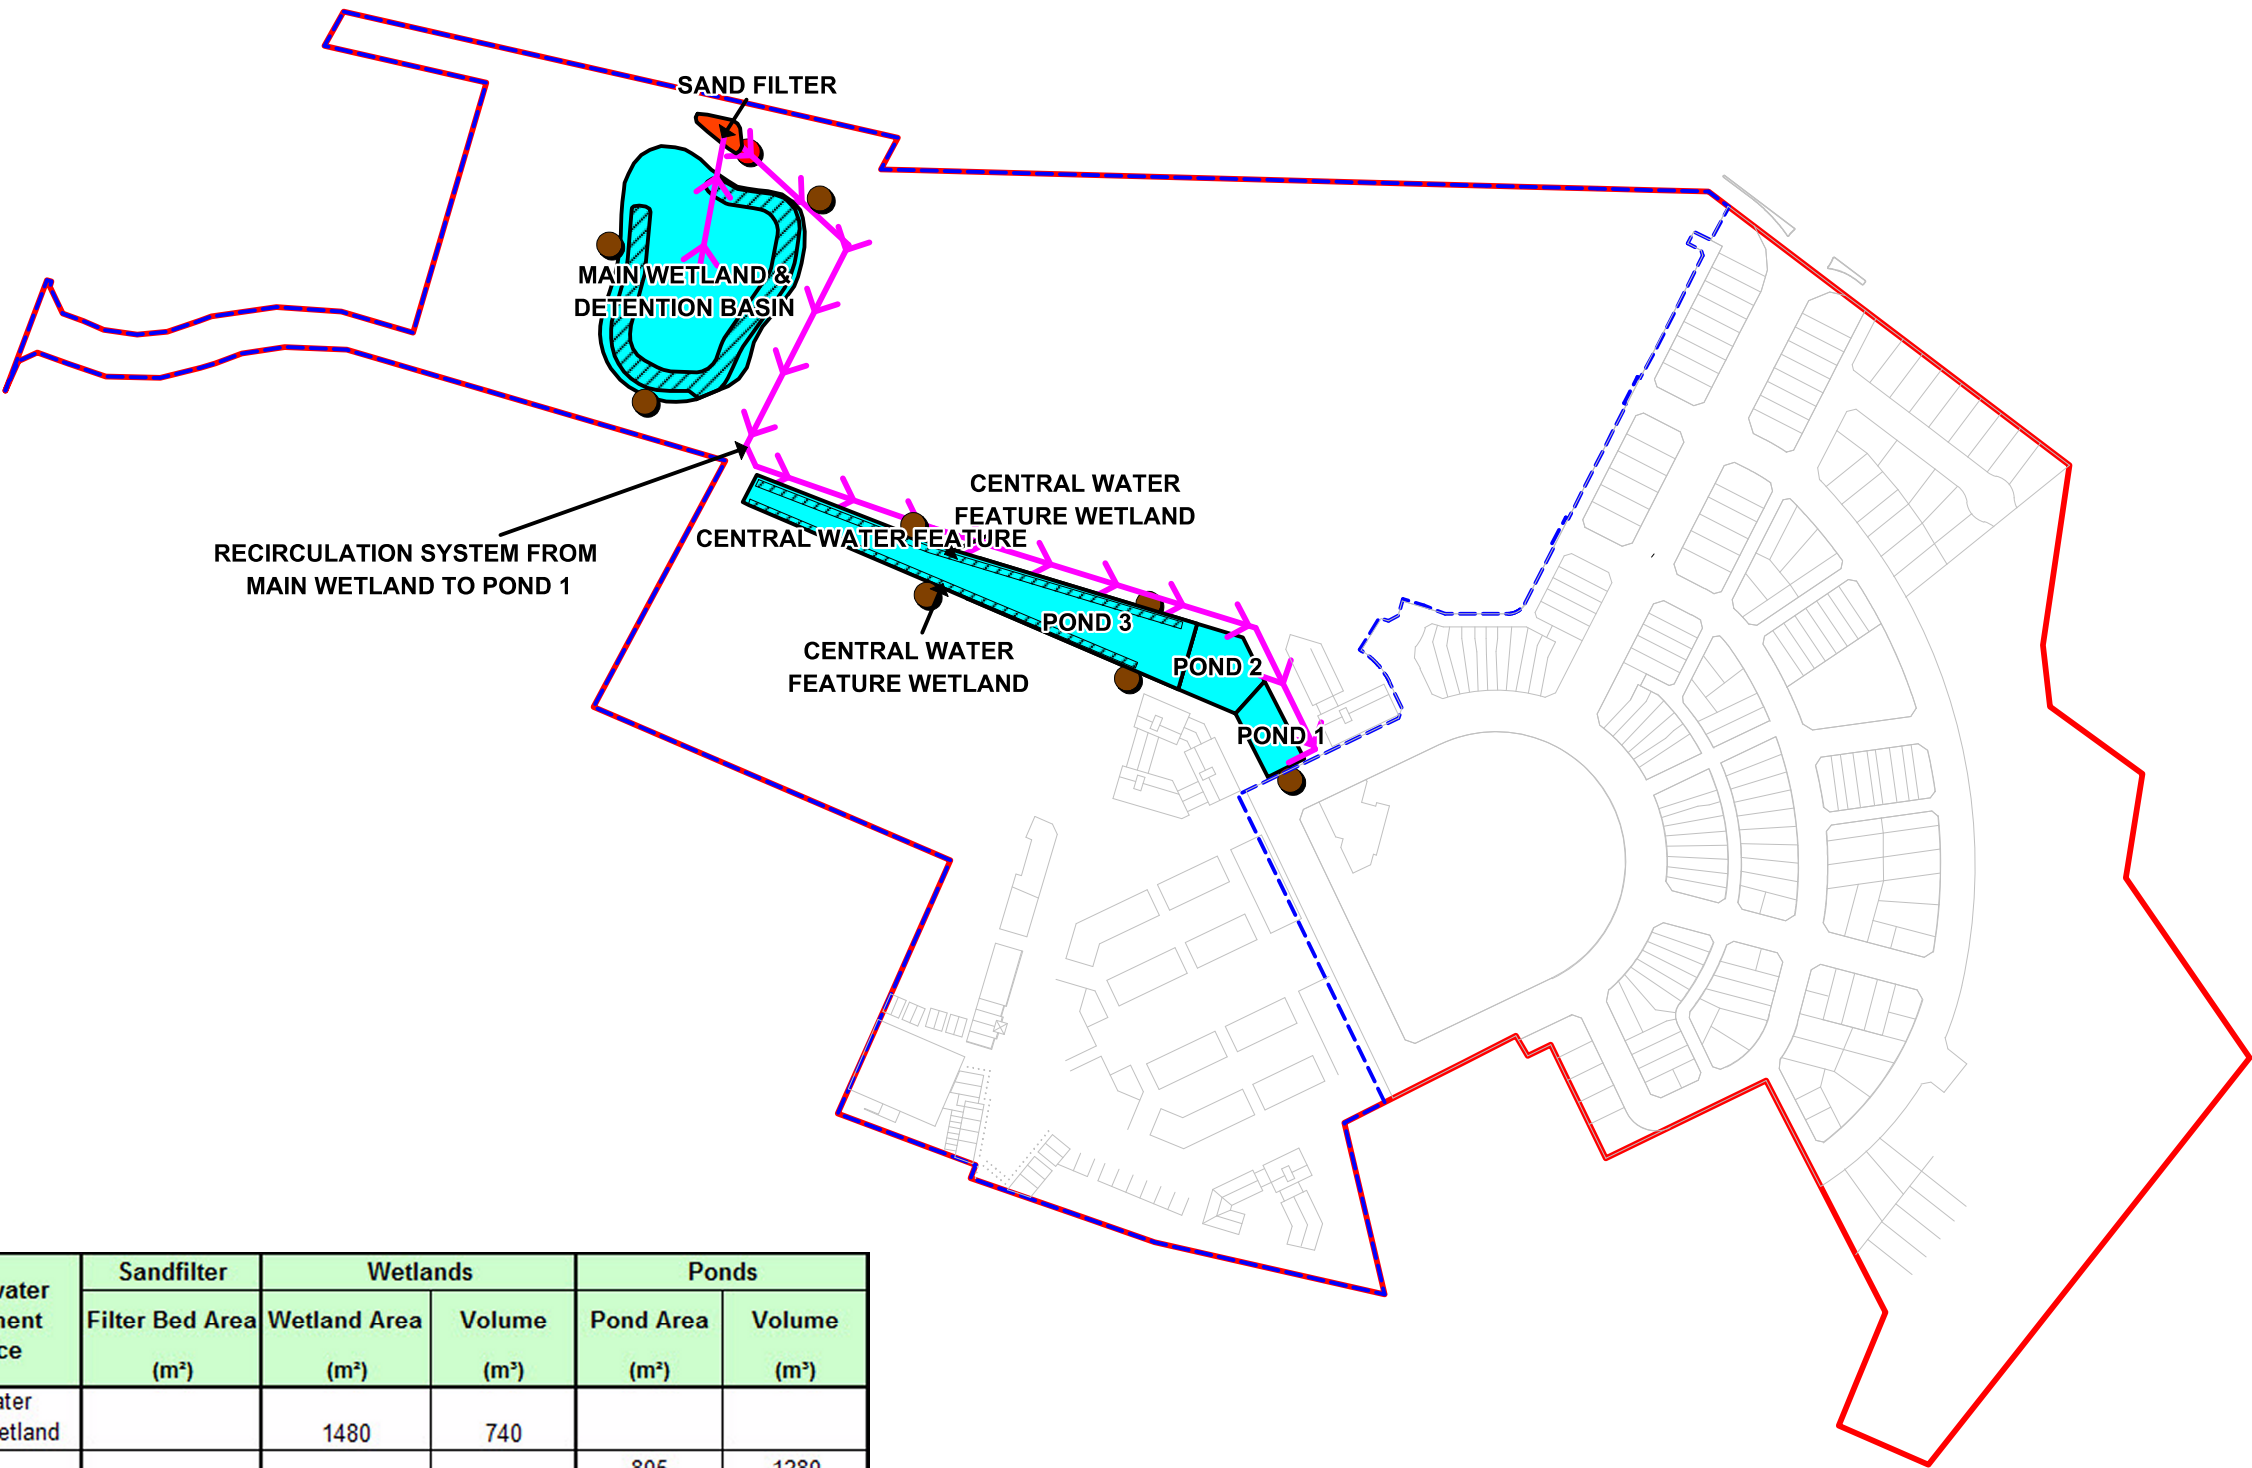 SAND FILTER
MAIN WETLAND &
DETENTION BASIN
CENTRAL WATER
FEATURE WETLAND
CENTRAL WATER FEATURE
RECIRCULATION SYSTEM FROM
MAIN WETLAND TO POND 1
POND 3
CENTRAL WATER
FEATURE WETLAND
POND 2
POND 1
Sandfilter Wetlands Ponds
Filter Bed Area Wetland Area Volume Pond Area Volume
(m²) (m²) (m³) (m²) (m³)
1480 740